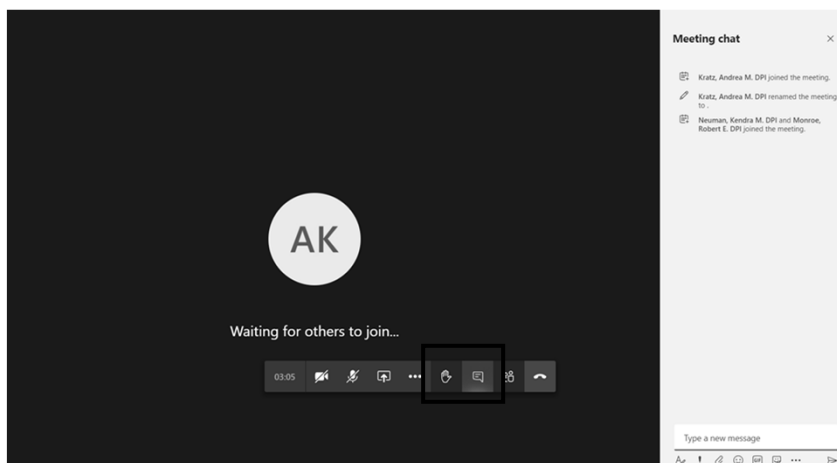 Meeting chat
Kratz, Andrea M. DPI joined the meeting.
Kratz, Andrea M. DPI renamed the meeting
to .
Neuman, Kendra M. DPI and Monroe,
Robert E. DPI joined the meeting.
AK
Waiting for others to join...
03:05
Type a new message
GIF